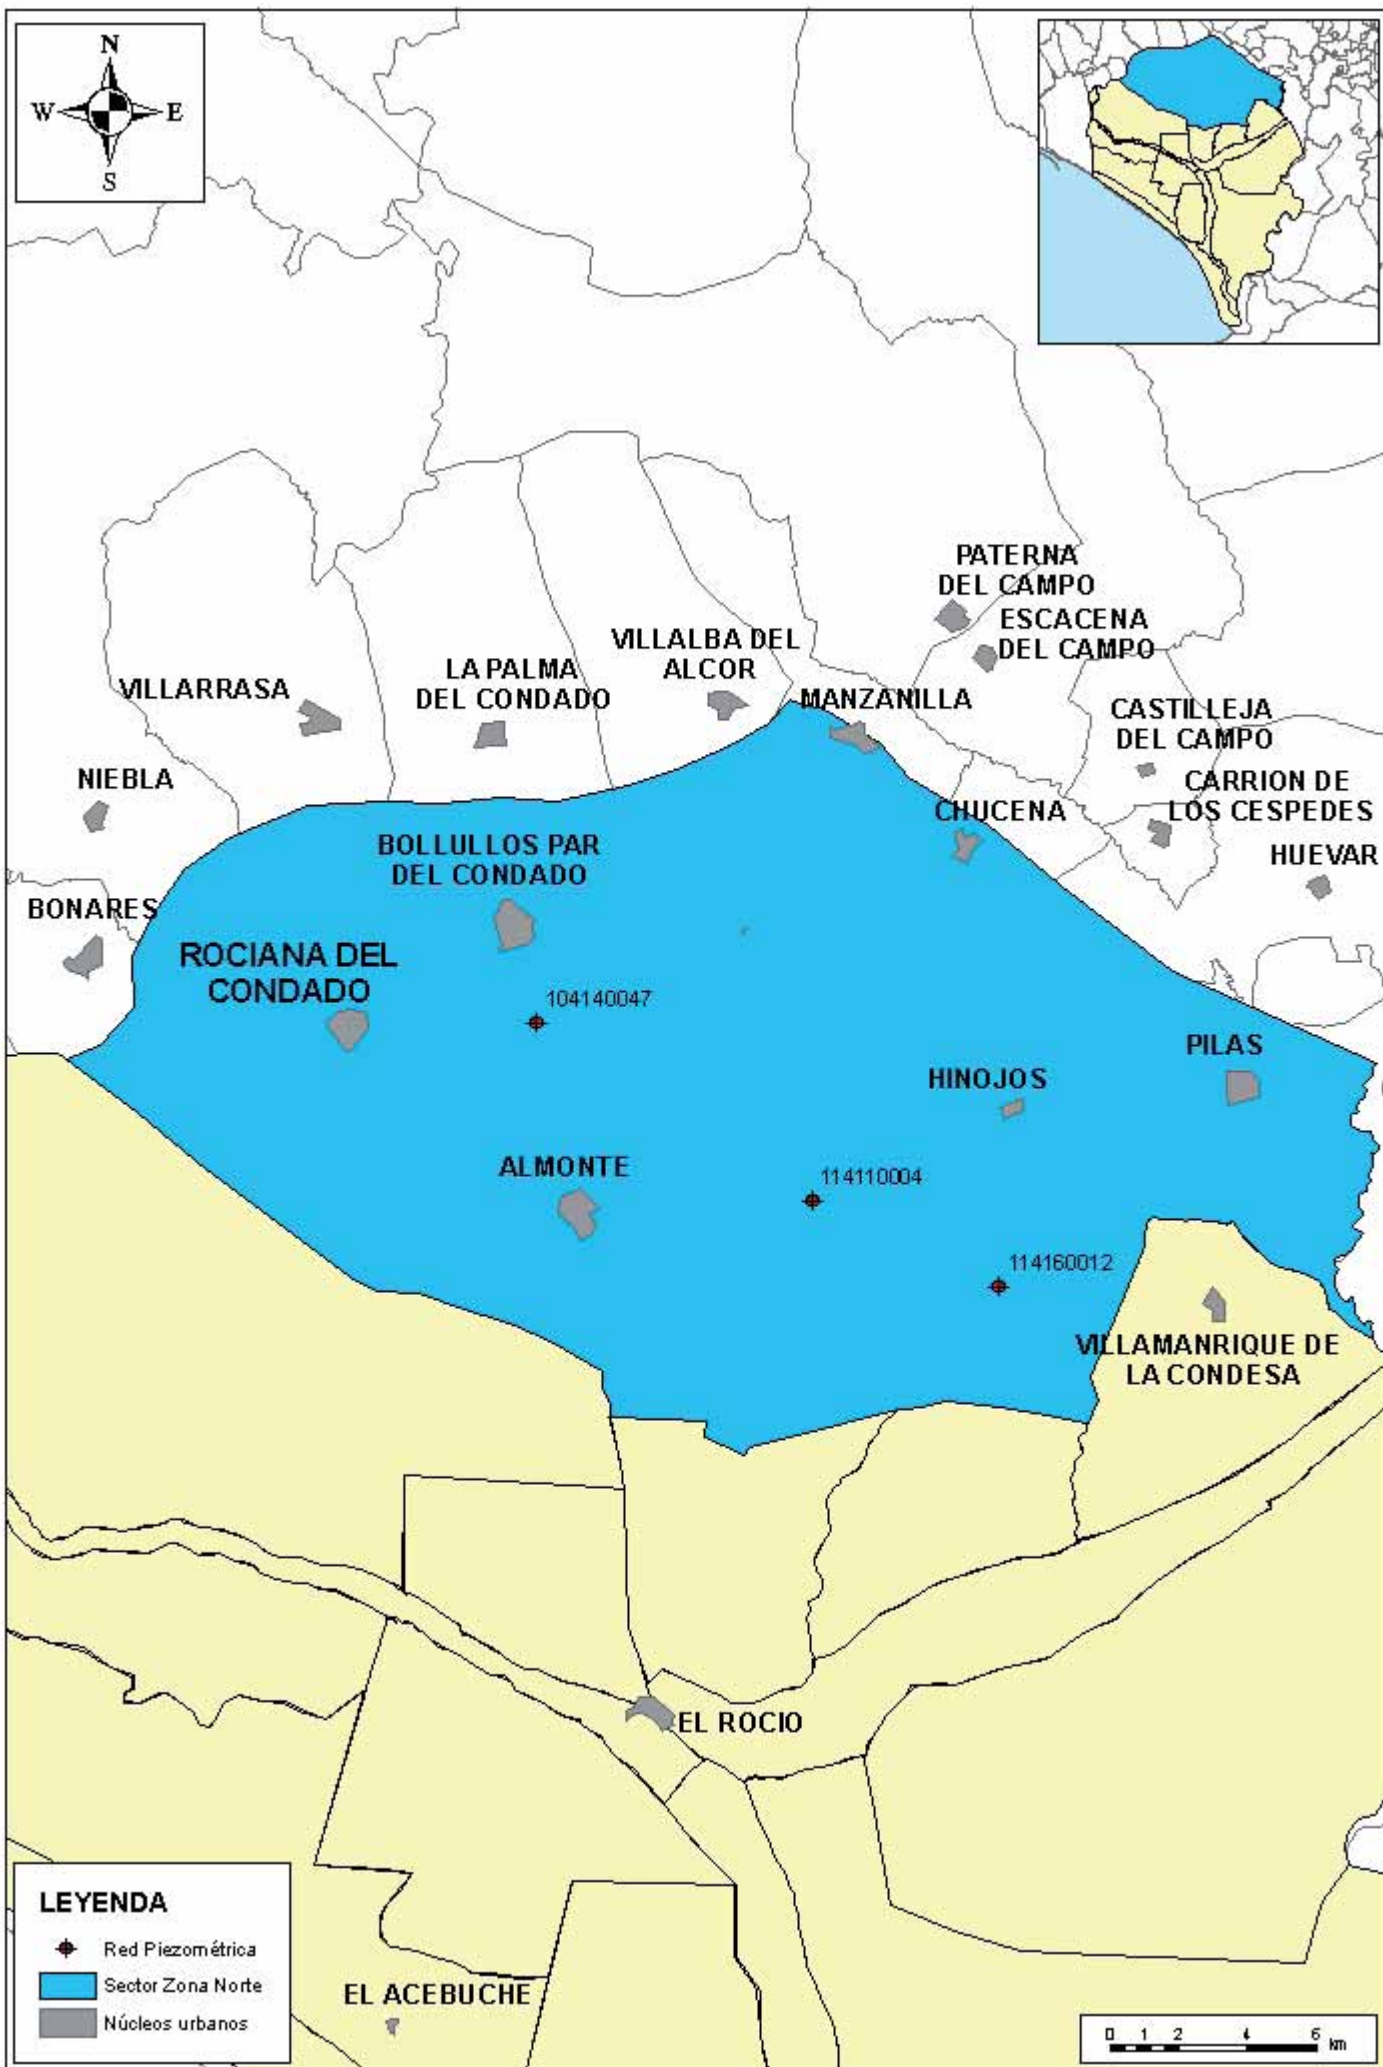 N
W E
S
PATERNA
DEL CAMPO
ESCACENA
DEL CAMPO
VILLALBA DEL
ALCOR
LA PALMA
DEL CONDADO
VILLARRASA
MANZANILLA
CASTILLEJA
DEL CAMPO
NIEBLA
CARRION DE
LOS CESPEDES
CHUCENA
BOLLULLOS PAR
DEL CONDADO
HUEVAR
BONARES
ROCIANA DEL
CONDADO
104140047
PILAS
HINOJOS
ALMONTE
114110004
114160012
VILLAMANRIQUE DE
LA CONDESA
EL ROCIO
LEYENDA
Red Piezométrica
Sector Zona Norte
Núcleos urbanos
EL ACEBUCHE
0 1 2 4 6
km